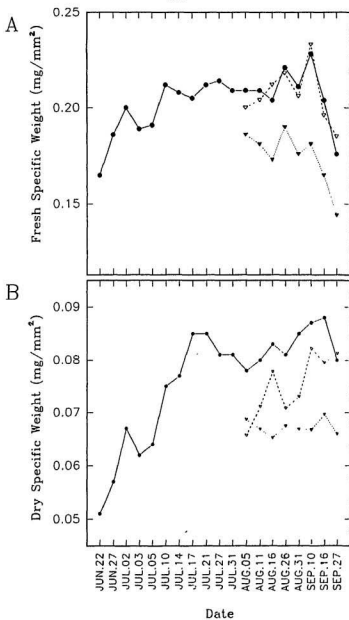 A
Fresh Specific Weight (mg/mm²)
0.25
0.20
0.15
B
Dry Specific Weight (mg/mm²)
0.09
0.08
0.07
0.06
0.05
JUN.22
JUN.27
JUL.02
JUL.03
JUL.05
JUL.10
JUL.14
JUL.17
JUL.21
JUL.27
JUL.31
AUG.05
AUG.11
AUG.16
AUG.26
AUG.31
SEP.10
SEP.16
SEP.27
Date